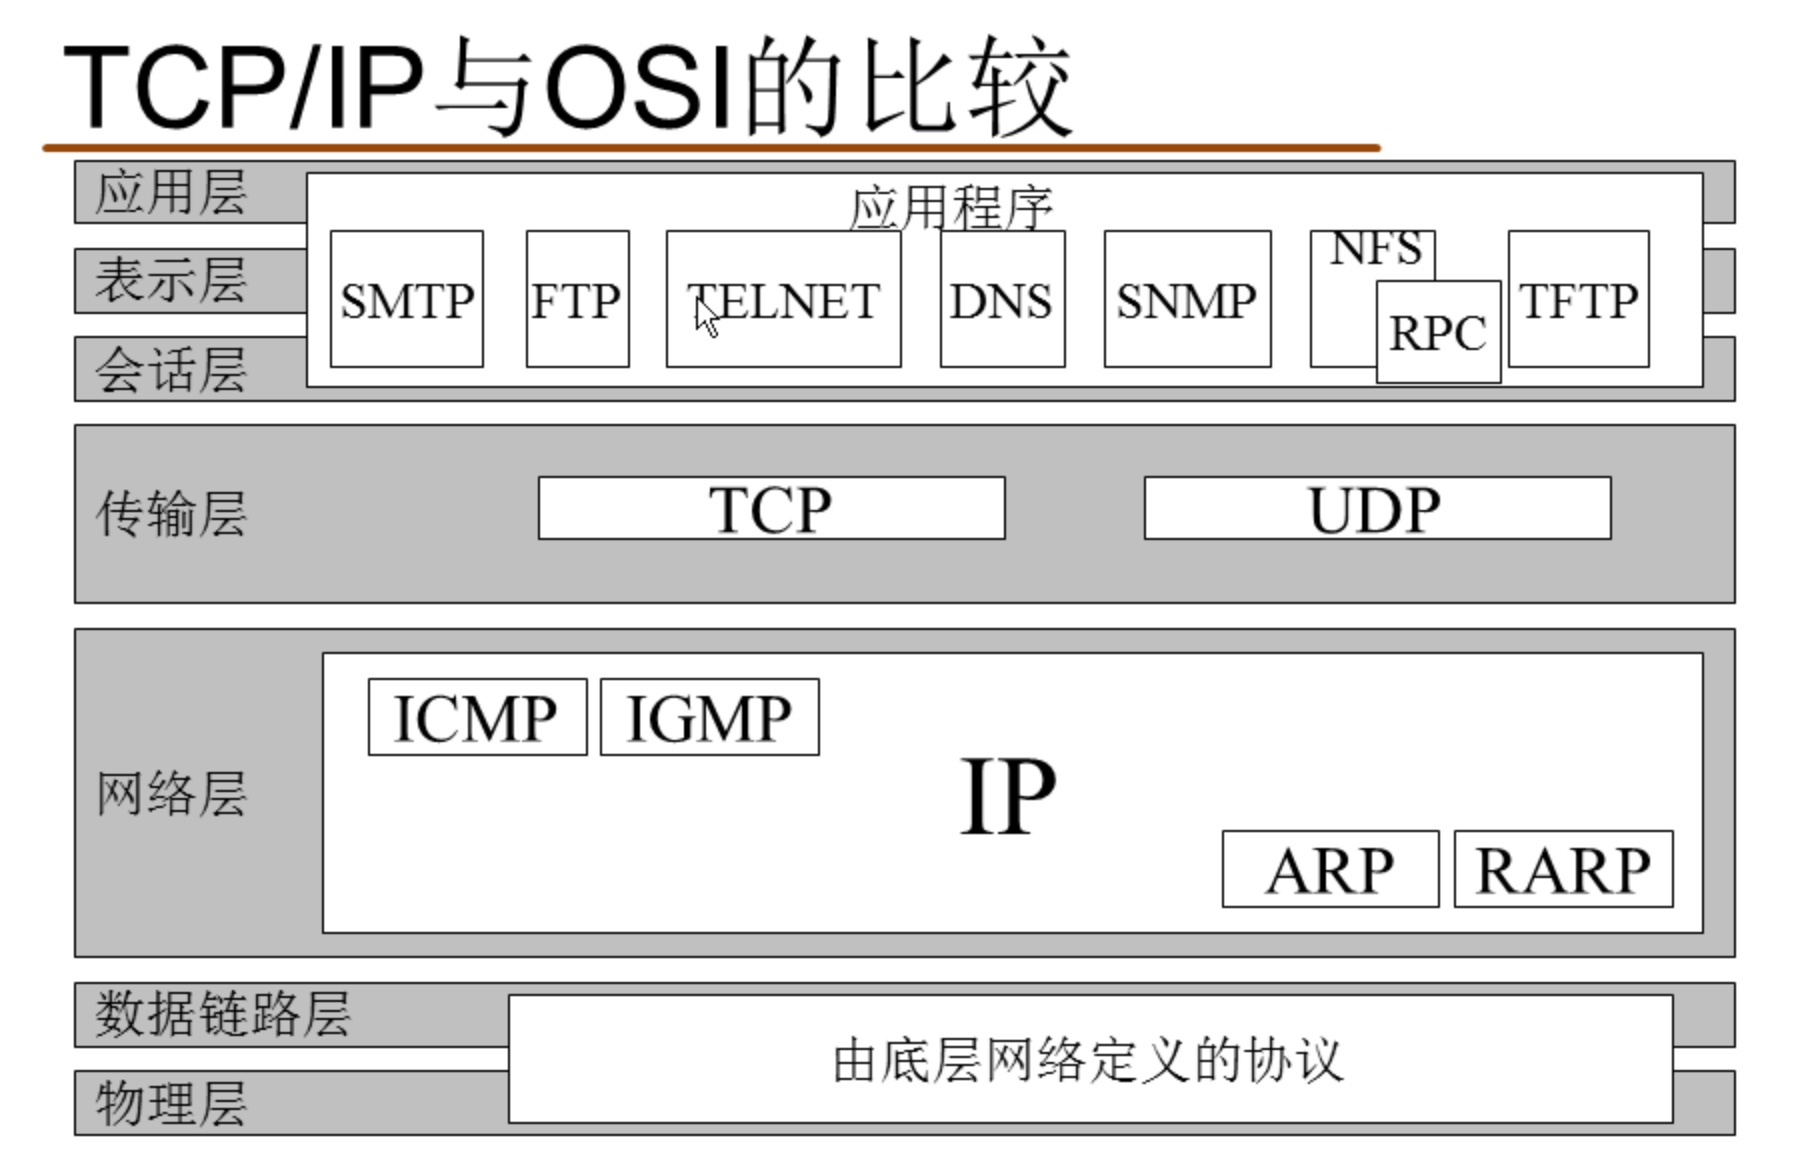 TCP/IP与OSI的比较
应用层
应用程序
表示层
SMTP
FTP
TELNET
DNS
SNMP
NFS
RPC
TFTP
会话层
传输层
TCP
UDP
网络层
ICMP
IGMP
IP
ARP
RARP
数据链路层
由底层网络定义的协议
物理层